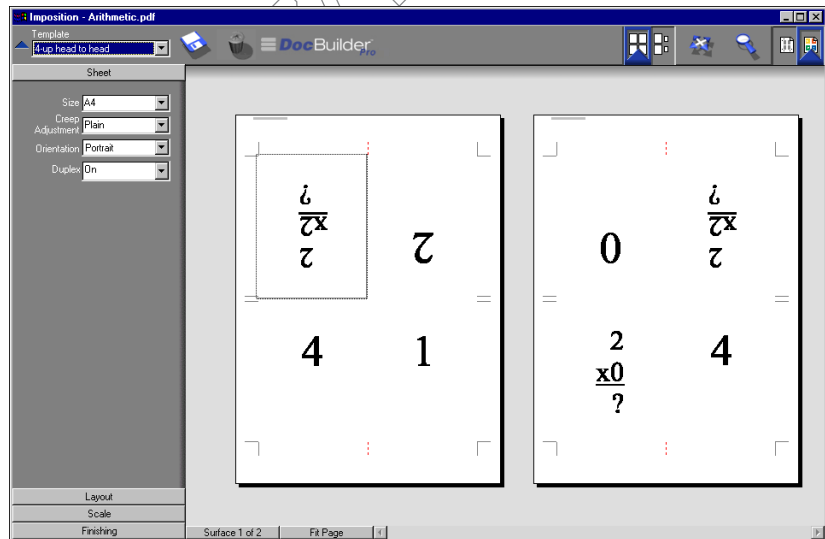 Imposition - Arithmetic.pdf
Template
4-up head to head
DocBuilder Pro
Sheet
Size A4
Creep Adjustment Plain
Orientation Portrait
Duplex On
2
x2
?
2
4
1
0
2
x2
?
2
x0
?
4
Layout
Scale
Finishing
Surface 1 of 2
Fit Page